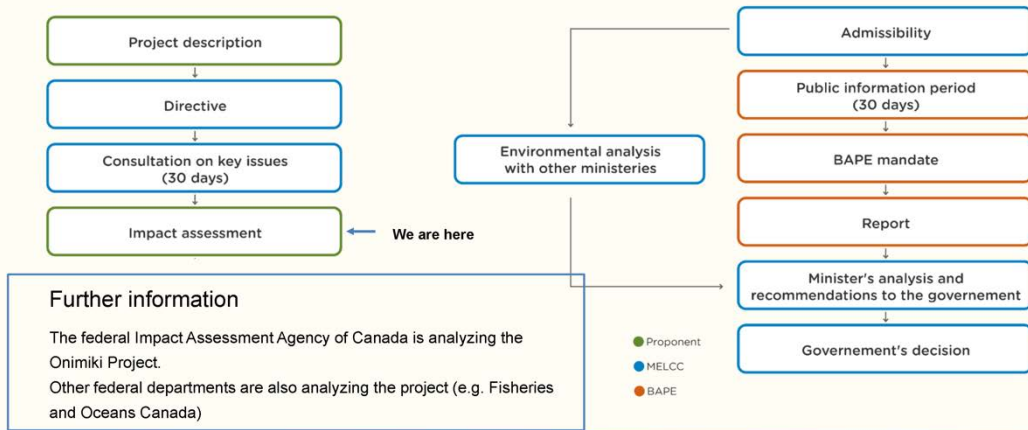 Project description
Directive
Consultation on key issues
(30 days)
Impact assessment
We are here
Environmental analysis
with other ministeries
Admissibility
Public information period
(30 days)
BAPE mandate
Report
Minister's analysis and
recommendations to the governement
Governement's decision
Proponent
MELCC
BAPE
Further information
The federal Impact Assessment Agency of Canada is analyzing the
Onimiki Project.
Other federal departments are also analyzing the project (e.g. Fisheries
and Oceans Canada)